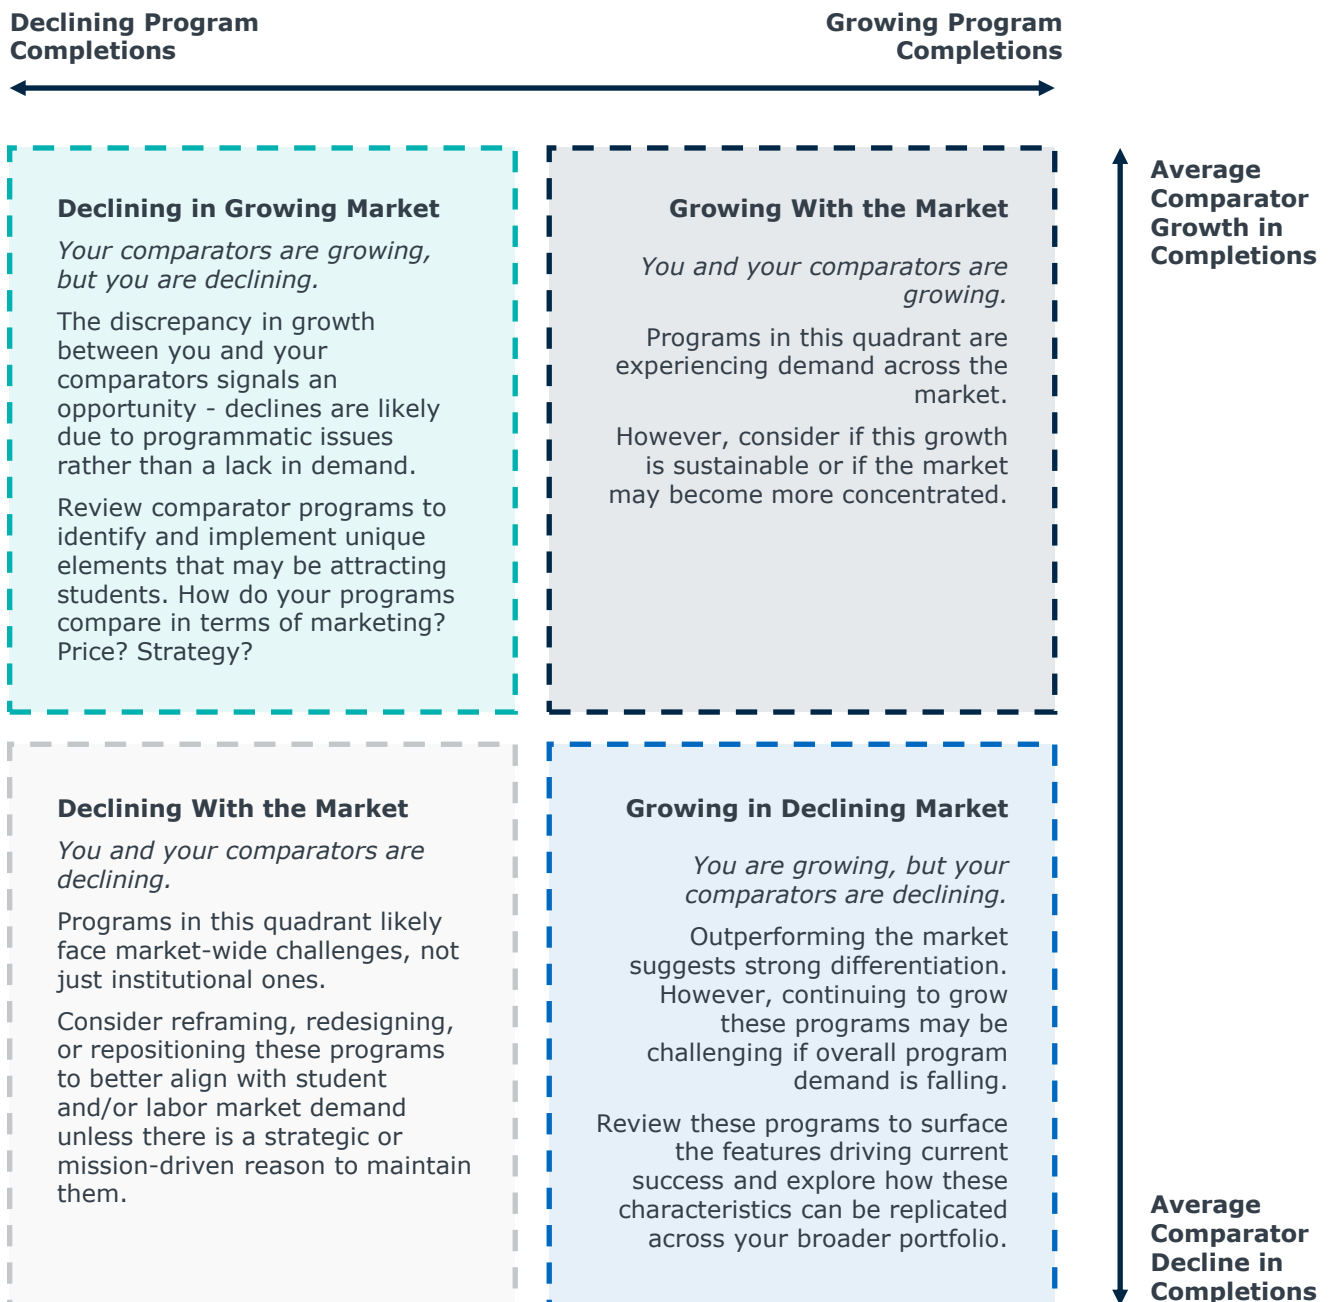 Declining Program
Completions
Growing Program
Completions
Average
Comparator
Growth in
Completions
Declining in Growing Market
Your comparators are growing,
but you are declining.
The discrepancy in growth
between you and your
comparators signals an
opportunity - declines are likely
due to programmatic issues
rather than a lack in demand.
Review comparator programs to
identify and implement unique
elements that may be attracting
students. How do your programs
compare in terms of marketing?
Price? Strategy?
Growing With the Market
You and your comparators are
growing.
Programs in this quadrant are
experiencing demand across the
market.
However, consider if this growth
is sustainable or if the market
may become more concentrated.
Declining With the Market
You and your comparators are
declining.
Programs in this quadrant likely
face market-wide challenges, not
just institutional ones.
Consider reframing, redesigning,
or repositioning these programs
to better align with student
and/or labor market demand
unless there is a strategic or
mission-driven reason to maintain
them.
Growing in Declining Market
You are growing, but your
comparators are declining.
Outperforming the market
suggests strong differentiation.
However, continuing to grow
these programs may be
challenging if overall program
demand is falling.
Review these programs to surface
the features driving current
success and explore how these
characteristics can be replicated
across your broader portfolio.
Average
Comparator
Decline in
Completions